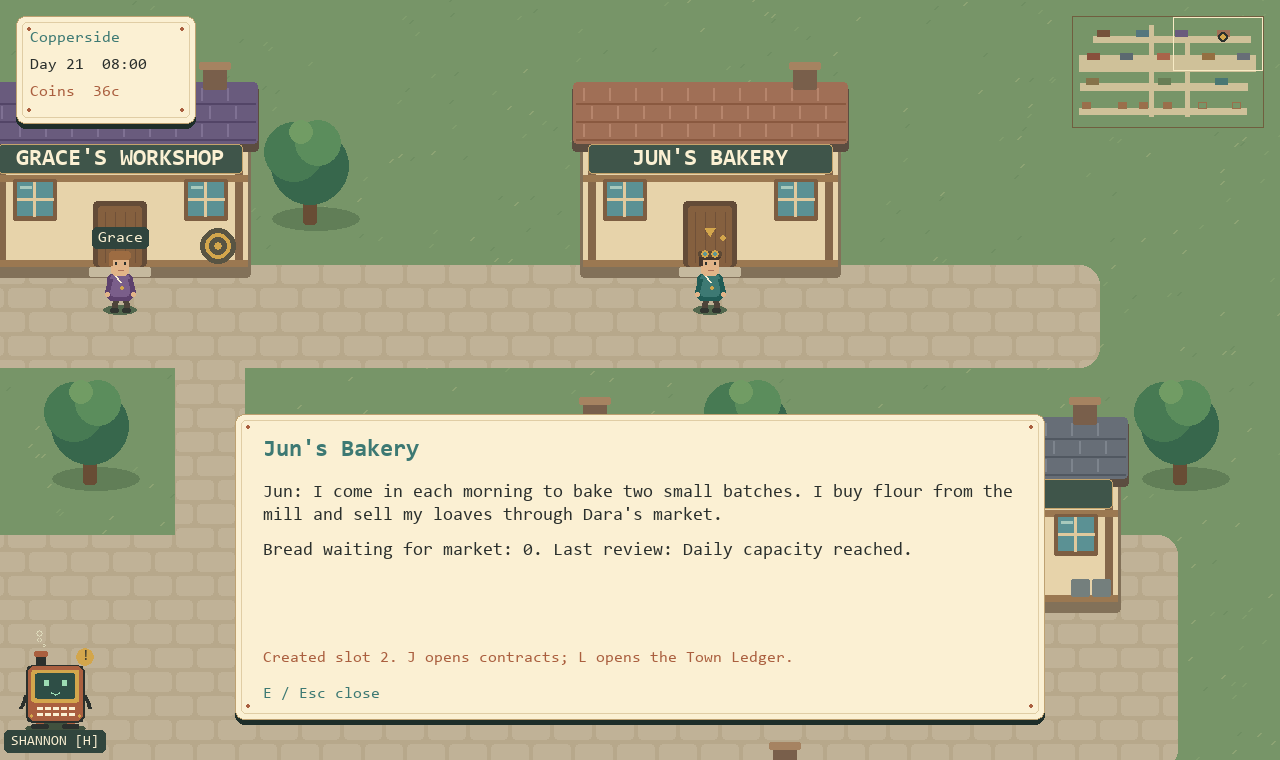 Copperside
Day 21  08:00
Coins  36c
GRACE'S WORKSHOP
JUN'S BAKERY
Grace
Jun's Bakery
Jun: I come in each morning to bake two small batches. I buy flour from the
mill and sell my loaves through Dara's market.
Bread waiting for market: 0. Last review: Daily capacity reached.
Created slot 2. J opens contracts; L opens the Town Ledger.
E / Esc close
!
SHANNON [H]